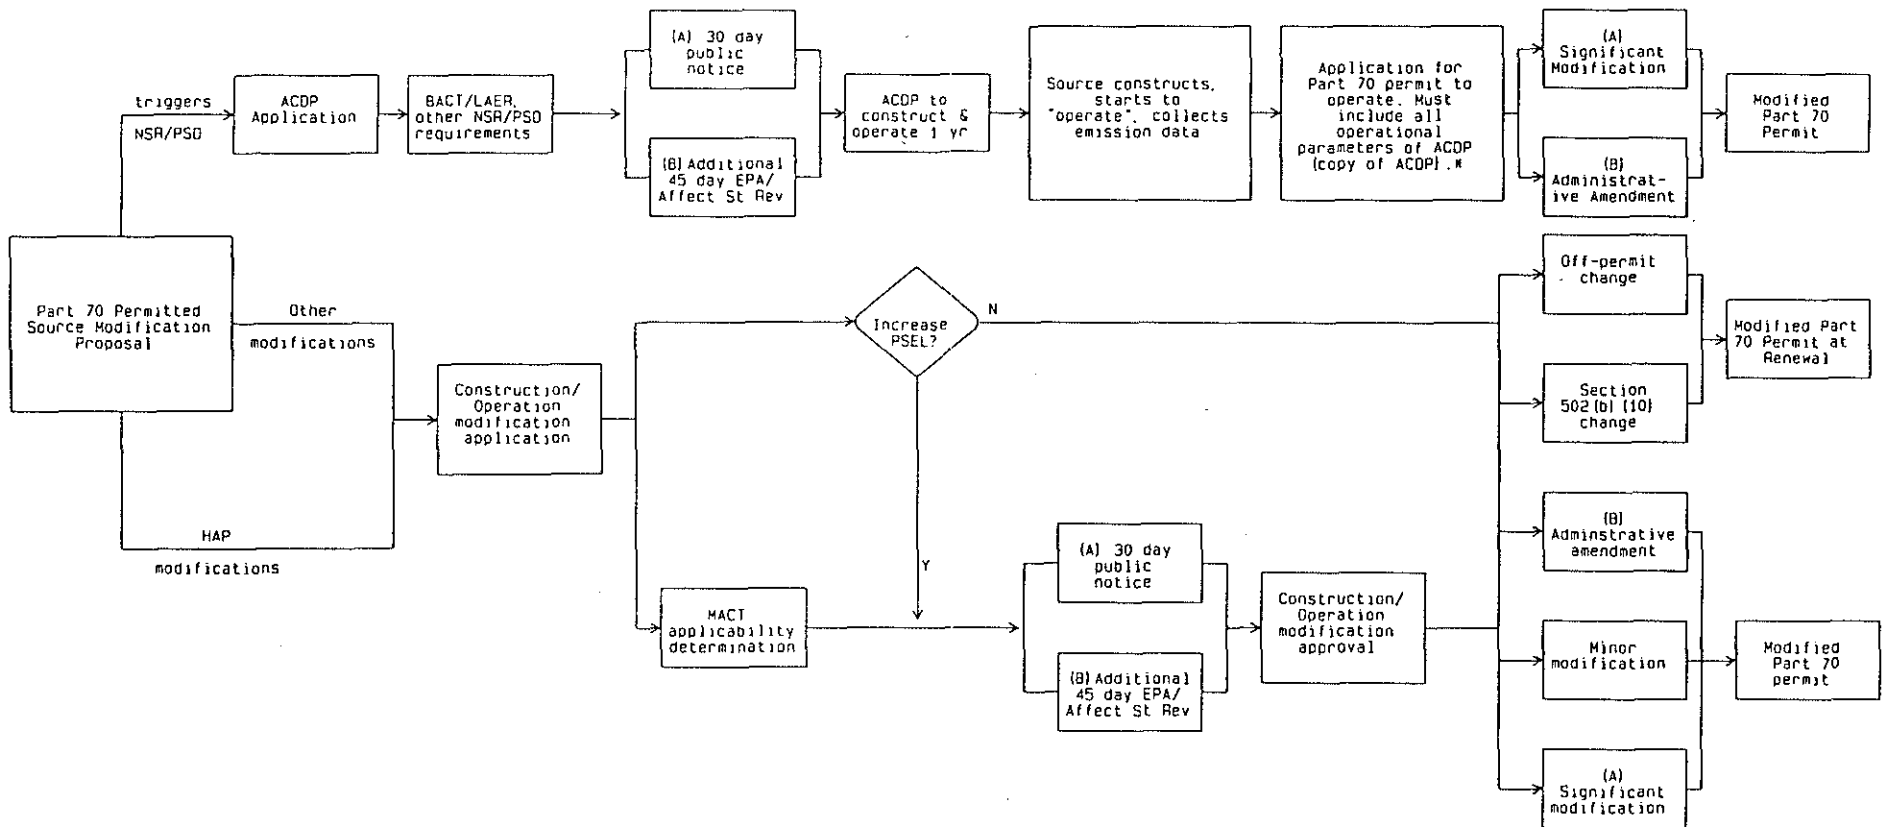 (A) 30 day
public
notice
(A)
Significant
Modification
triggers
NSR/PSD
ACDP
Application
BACT/LAER,
other NSR/PSD
requirements
ACDP to
construct &
operate 1 yr
Source constructs,
starts to
"operate", collects
emission data
Application for
Part 70 permit to
operate. Must
include all
operational
parameters of ACDP
(copy of ACDP).*
Modified
Part 70
Permit
(B) Additional
45 day EPA/
Affect St Rev
(B)
Administrat-
ive Amendment
Part 70 Permitted
Source Modification
Proposal
Other
modifications
HAP
modifications
Construction/
Operation
modification
application
Increase
PSEL?
N
Y
Off-permit
change
Section
502(b)(10)
change
Modified Part
70 Permit at
Renewal
MACT
applicability
determination
(A) 30 day
public
notice
(B) Additional
45 day EPA/
Affect St Rev
Construction/
Operation
modification
approval
(B)
Adminstrative
amendment
Minor
modification
(A)
Significant
modification
Modified
Part 70
permit